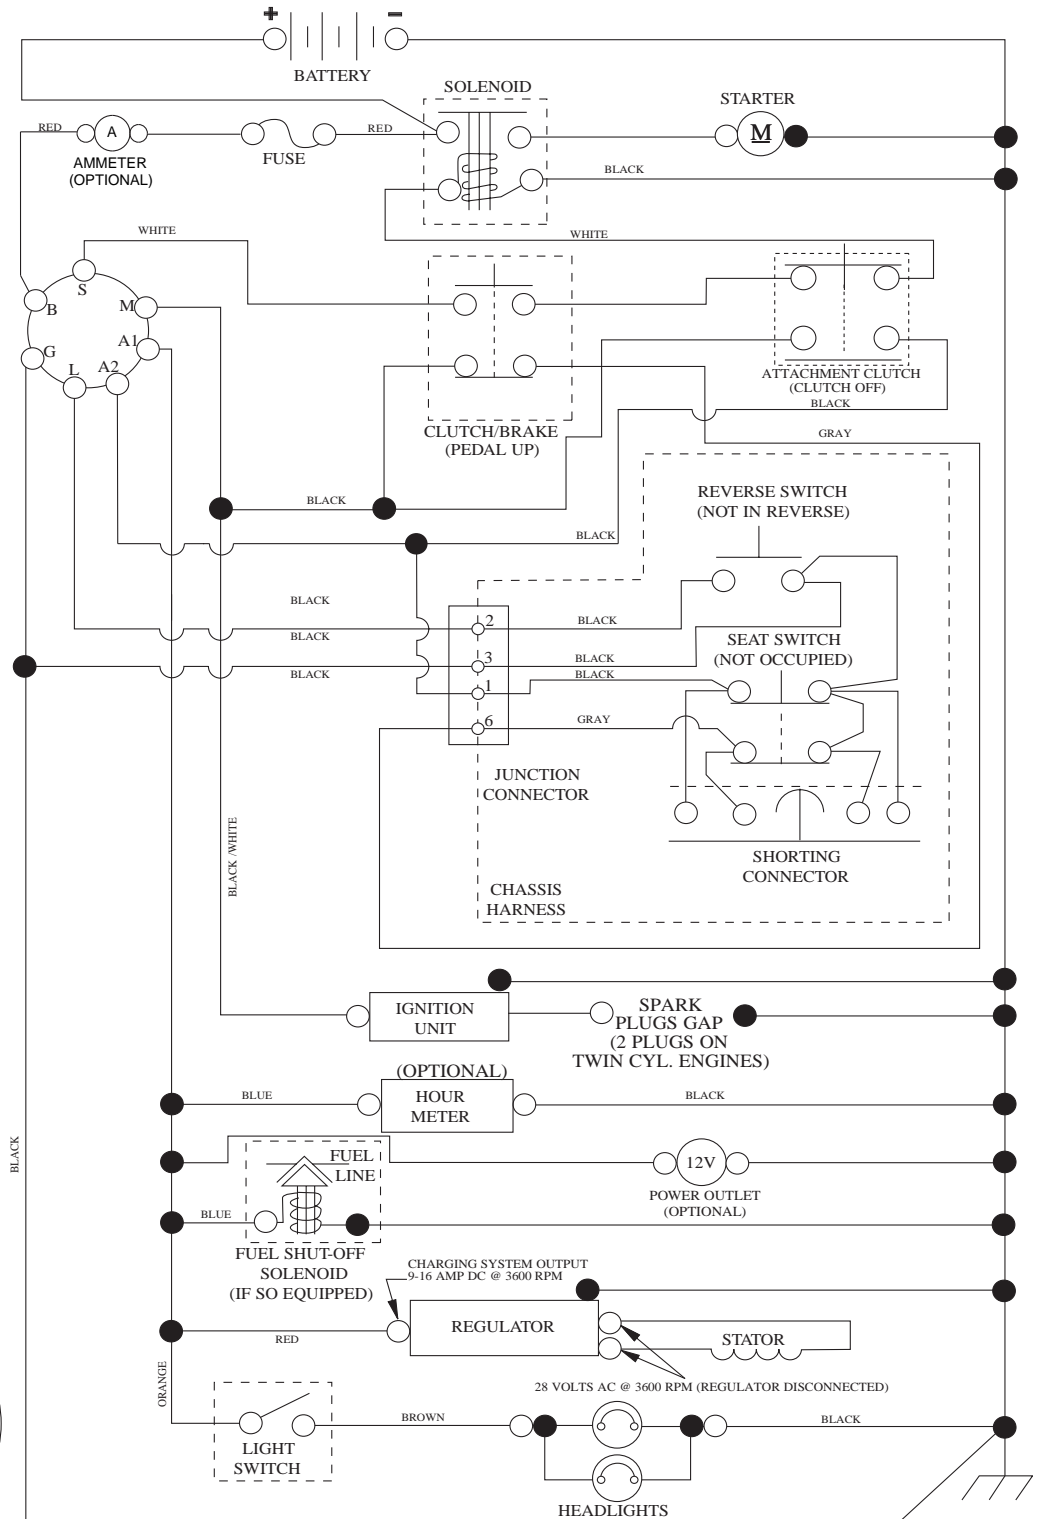 + −
BATTERY
SOLENOID
STARTER
RED
A
RED
M
FUSE
AMMETER
(OPTIONAL)
BLACK
WHITE
WHITE
S
B
M
G
A1
L
A2
ATTACHMENT CLUTCH
(CLUTCH OFF)
BLACK
CLUTCH/BRAKE
(PEDAL UP)
GRAY
REVERSE SWITCH
(NOT IN REVERSE)
BLACK
BLACK
BLACK
2
BLACK
BLACK
SEAT SWITCH
(NOT OCCUPIED)
3
BLACK
BLACK
BLACK
1
6
GRAY
JUNCTION
CONNECTOR
BLACK /WHITE
SHORTING
CONNECTOR
CHASSIS
HARNESS
IGNITION
UNIT
SPARK
PLUGS GAP
(2 PLUGS ON
TWIN CYL. ENGINES)
(OPTIONAL)
BLUE
HOUR
METER
BLACK
BLACK
FUEL
LINE
12V
POWER OUTLET
(OPTIONAL)
BLUE
FUEL SHUT-OFF
SOLENOID
(IF SO EQUIPPED)
CHARGING SYSTEM OUTPUT
9-16 AMP DC @ 3600 RPM
REGULATOR
RED
STATOR
ORANGE
28 VOLTS AC @ 3600 RPM (REGULATOR DISCONNECTED)
BROWN
BLACK
LIGHT
SWITCH
HEADLIGHTS